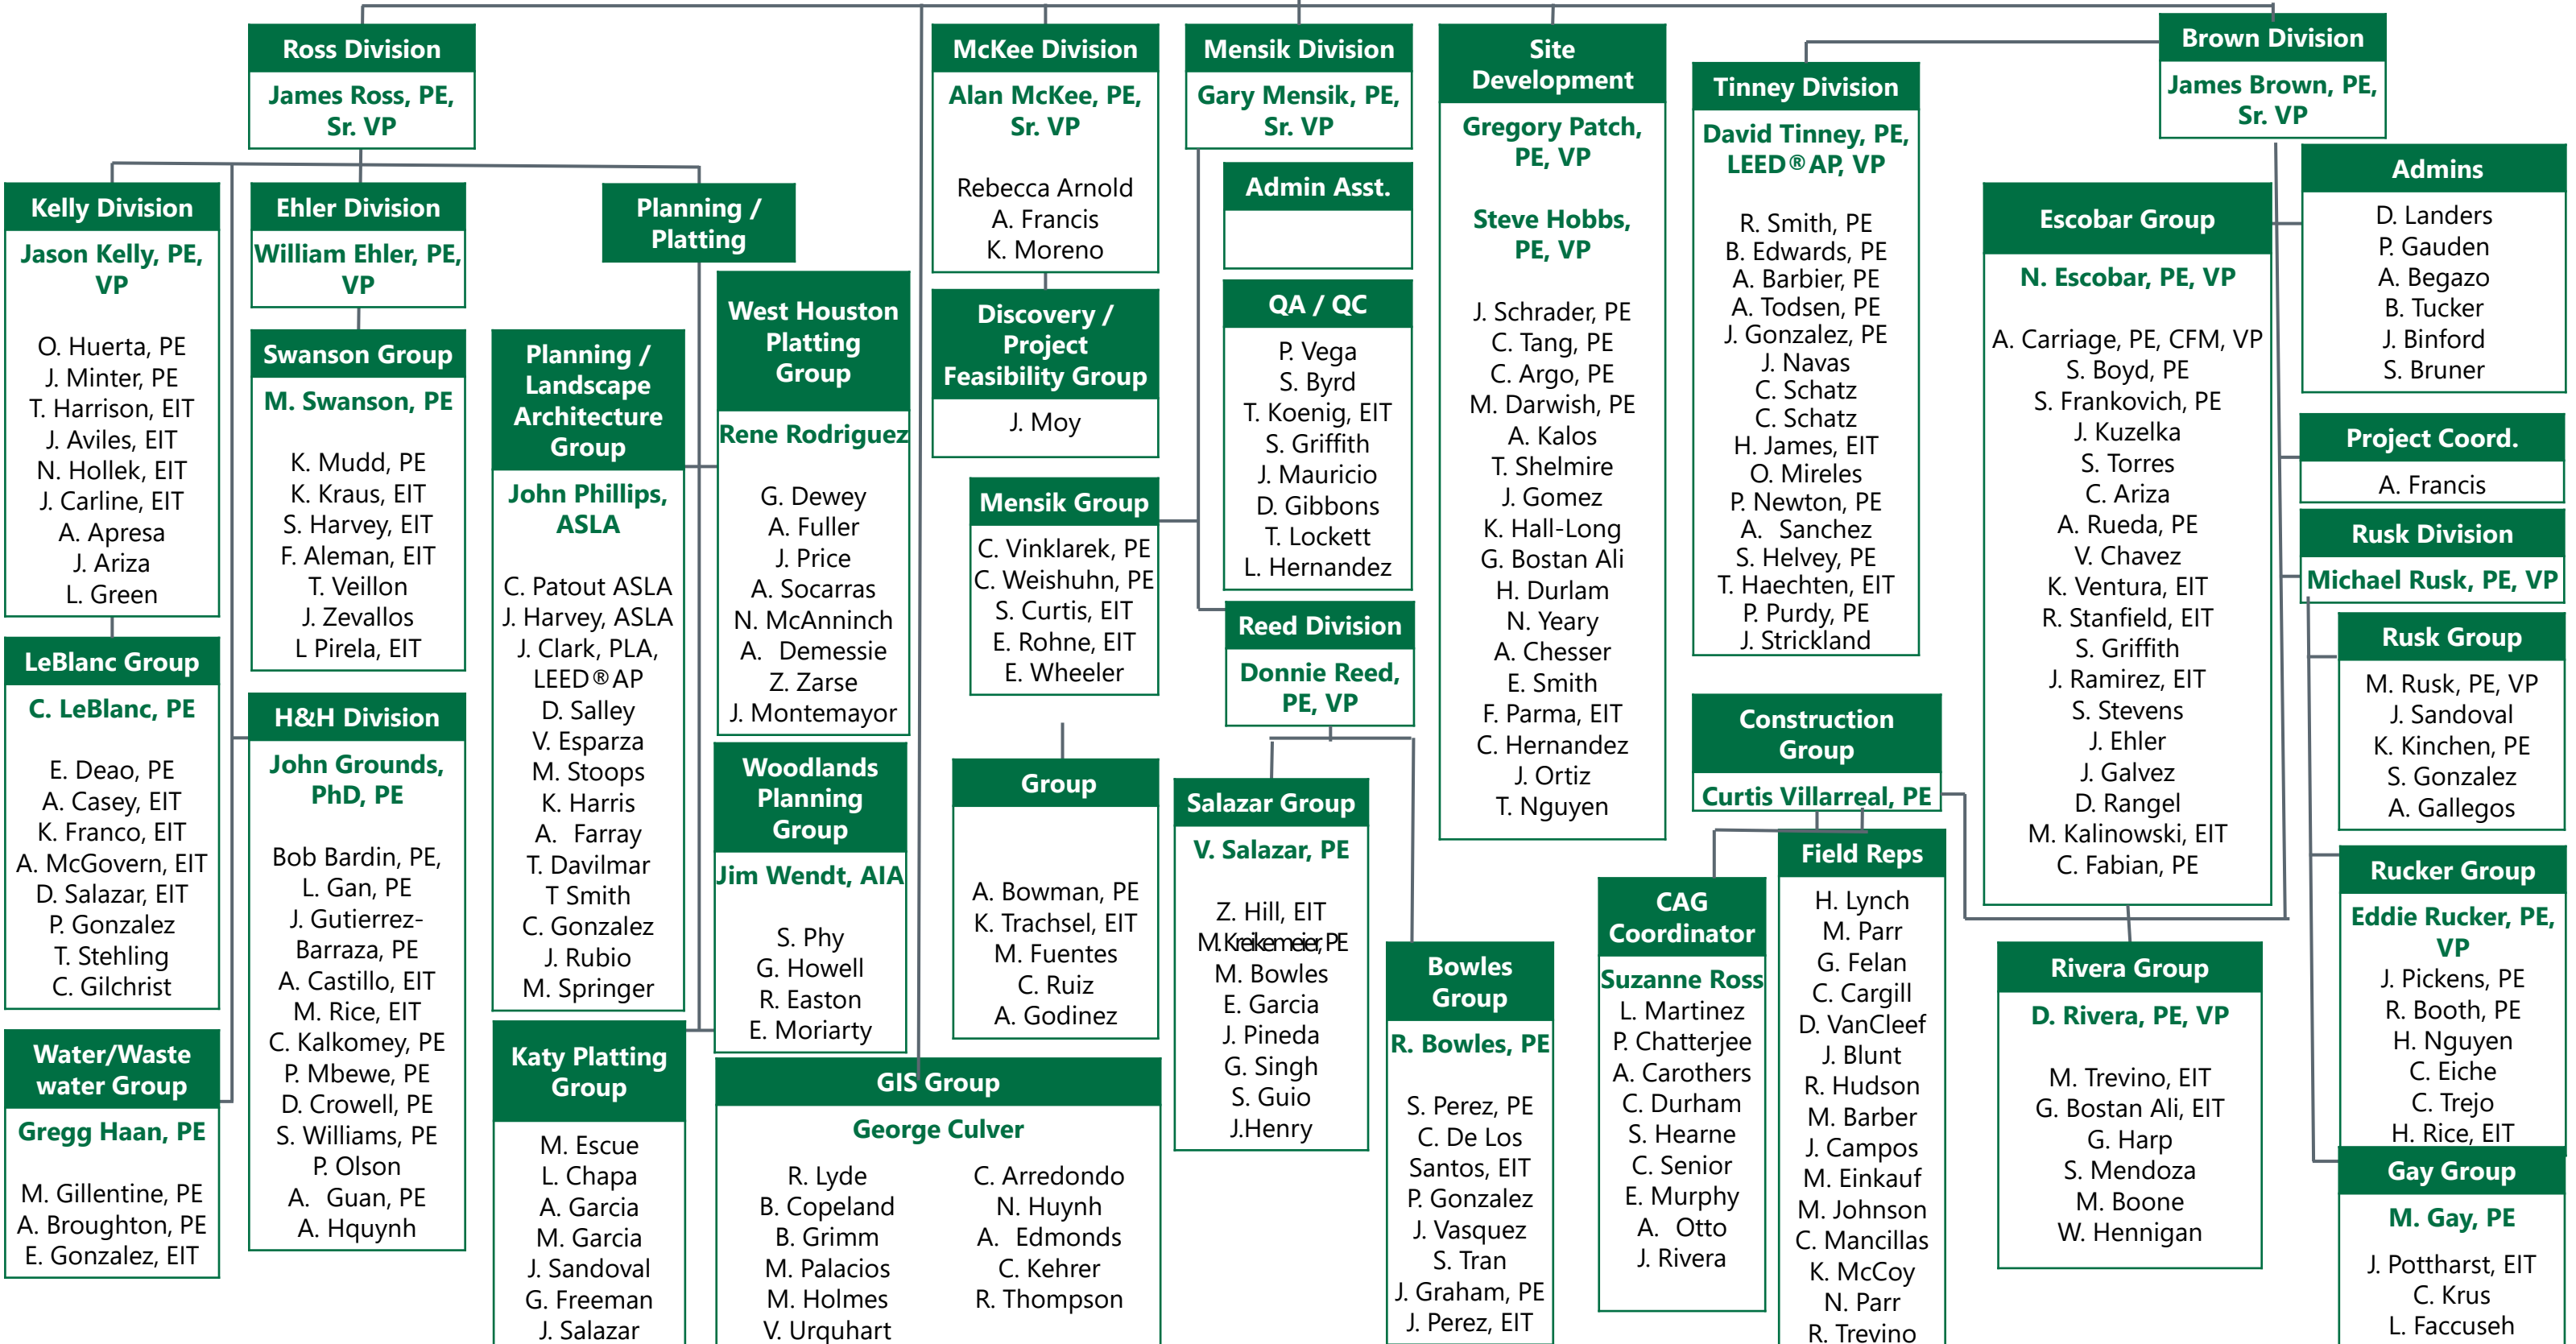 Ross Division
James Ross, PE,
Sr. VP
Kelly Division
Jason Kelly, PE,
VP
O. Huerta, PE
J. Minter, PE
T. Harrison, EIT
J. Aviles, EIT
N. Hollek, EIT
J. Carline, EIT
A. Apresa
J. Ariza
L. Green
LeBlanc Group
C. LeBlanc, PE
E. Deao, PE
A. Casey, EIT
K. Franco, EIT
A. McGovern, EIT
D. Salazar, EIT
P. Gonzalez
T. Stehling
C. Gilchrist
Water/Waste
water Group
Gregg Haan, PE
M. Gillentine, PE
A. Broughton, PE
E. Gonzalez, EIT
Ehler Division
William Ehler, PE,
VP
Swanson Group
M. Swanson, PE
K. Mudd, PE
K. Kraus, EIT
S. Harvey, EIT
F. Aleman, EIT
T. Veillon
J. Zevallos
L Pirela, EIT
H&H Division
John Grounds,
PhD, PE
Bob Bardin, PE,
L. Gan, PE
J. Gutierrez-
Barraza, PE
A. Castillo, EIT
M. Rice, EIT
C. Kalkomey, PE
P. Mbewe, PE
D. Crowell, PE
S. Williams, PE
P. Olson
A. Guan, PE
A. Hquynh
Planning /
Platting
Planning /
Landscape
Architecture
Group
John Phillips,
ASLA
C. Patout ASLA
J. Harvey, ASLA
J. Clark, PLA,
LEED®AP
D. Salley
V. Esparza
M. Stoops
K. Harris
A. Farray
T. Davilmar
T Smith
C. Gonzalez
J. Rubio
M. Springer
Katy Platting
Group
M. Escue
L. Chapa
A. Garcia
M. Garcia
J. Sandoval
G. Freeman
J. Salazar
West Houston
Platting
Group
Rene Rodriguez
G. Dewey
A. Fuller
J. Price
A. Socarras
N. McAnninch
A. Demessie
Z. Zarse
J. Montemayor
Woodlands
Planning
Group
Jim Wendt, AIA
S. Phy
G. Howell
R. Easton
E. Moriarty
GIS Group
George Culver
R. Lyde
B. Copeland
B. Grimm
M. Palacios
M. Holmes
V. Urquhart
C. Arredondo
N. Huynh
A. Edmonds
C. Kehrer
R. Thompson
McKee Division
Alan McKee, PE,
Sr. VP
Rebecca Arnold
A. Francis
K. Moreno
Discovery /
Project
Feasibility Group
J. Moy
Mensik Division
Gary Mensik, PE,
Sr. VP
Admin Asst.
QA / QC
P. Vega
S. Byrd
T. Koenig, EIT
S. Griffith
J. Mauricio
D. Gibbons
T. Lockett
L. Hernandez
Mensik Group
C. Vinklarek, PE
C. Weishuhn, PE
S. Curtis, EIT
E. Rohne, EIT
E. Wheeler
Group
A. Bowman, PE
K. Trachsel, EIT
M. Fuentes
C. Ruiz
A. Godinez
Reed Division
Donnie Reed,
PE, VP
Salazar Group
V. Salazar, PE
Z. Hill, EIT
M. Kreikemeier, PE
M. Bowles
E. Garcia
J. Pineda
G. Singh
S. Guio
J.Henry
Bowles
Group
R. Bowles, PE
S. Perez, PE
C. De Los
Santos, EIT
P. Gonzalez
J. Vasquez
S. Tran
J. Graham, PE
J. Perez, EIT
Site
Development
Gregory Patch,
PE, VP
Steve Hobbs,
PE, VP
J. Schrader, PE
C. Tang, PE
C. Argo, PE
M. Darwish, PE
A. Kalos
T. Shelmire
J. Gomez
K. Hall-Long
G. Bostan Ali
H. Durlam
N. Yeary
A. Chesser
E. Smith
F. Parma, EIT
C. Hernandez
J. Ortiz
T. Nguyen
Brown Division
James Brown, PE,
Sr. VP
Tinney Division
David Tinney, PE,
LEED®AP, VP
R. Smith, PE
B. Edwards, PE
A. Barbier, PE
A. Todsen, PE
J. Gonzalez, PE
J. Navas
C. Schatz
C. Schatz
H. James, EIT
O. Mireles
P. Newton, PE
A. Sanchez
S. Helvey, PE
T. Haechten, EIT
P. Purdy, PE
J. Strickland
Construction
Group
Curtis Villarreal, PE
CAG
Coordinator
Suzanne Ross
L. Martinez
P. Chatterjee
A. Carothers
C. Durham
S. Hearne
C. Senior
E. Murphy
A. Otto
J. Rivera
Field Reps
H. Lynch
M. Parr
G. Felan
C. Cargill
D. VanCleef
J. Blunt
R. Hudson
M. Barber
J. Campos
M. Einkauf
M. Johnson
C. Mancillas
K. McCoy
N. Parr
R. Trevino
Escobar Group
N. Escobar, PE, VP
A. Carriage, PE, CFM, VP
S. Boyd, PE
S. Frankovich, PE
J. Kuzelka
S. Torres
C. Ariza
A. Rueda, PE
V. Chavez
K. Ventura, EIT
R. Stanfield, EIT
S. Griffith
J. Ramirez, EIT
S. Stevens
J. Ehler
J. Galvez
D. Rangel
M. Kalinowski, EIT
C. Fabian, PE
Rivera Group
D. Rivera, PE, VP
M. Trevino, EIT
G. Bostan Ali, EIT
G. Harp
S. Mendoza
M. Boone
W. Hennigan
Admins
D. Landers
P. Gauden
A. Begazo
B. Tucker
J. Binford
S. Bruner
Project Coord.
A. Francis
Rusk Division
Michael Rusk, PE, VP
Rusk Group
M. Rusk, PE, VP
J. Sandoval
K. Kinchen, PE
S. Gonzalez
A. Gallegos
Rucker Group
Eddie Rucker, PE,
VP
J. Pickens, PE
R. Booth, PE
H. Nguyen
C. Eiche
C. Trejo
H. Rice, EIT
Gay Group
M. Gay, PE
J. Pottharst, EIT
C. Krus
L. Faccuseh